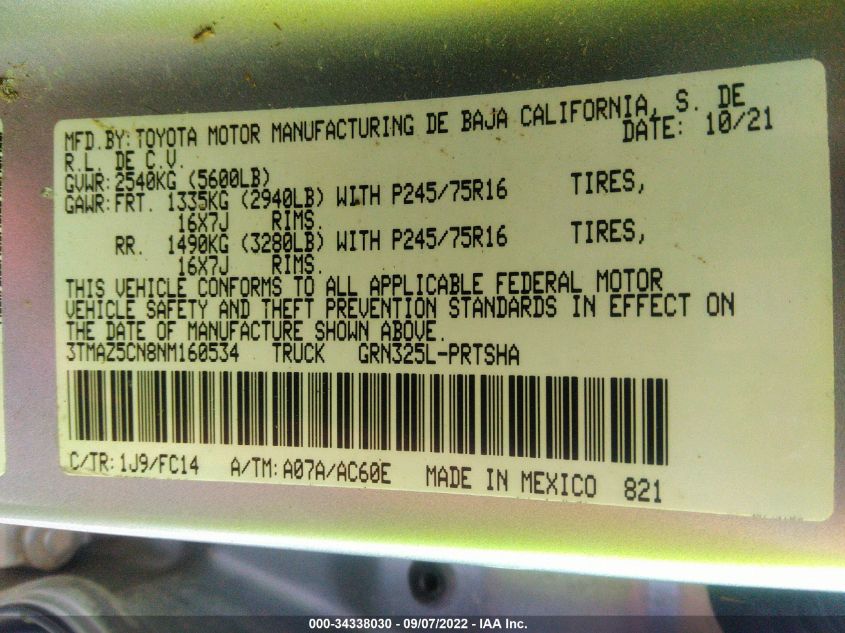 MFD.BY:TOYOTA MOTOR MANUFACTURING DE BAJA CALIFORNIA, S. DE
R.L. DE C.V. DATE: 10/21
GVWR:2540KG (5600LB)
GAWR:FRT. 1335KG (2940LB) WITH P245/75R16 TIRES,
16X7J RIMS.
RR. 1490KG (3280LB) WITH P245/75R16 TIRES,
16X7J RIMS.
THIS VEHICLE CONFORMS TO ALL APPLICABLE FEDERAL MOTOR
VEHICLE SAFETY AND THEFT PREVENTION STANDARDS IN EFFECT ON
THE DATE OF MANUFACTURE SHOWN ABOVE.
3TMAZ5CN8NM160534 TRUCK GRN325L-PRTSHA
C/TR:1J9/FC14 A/TM:A07A/AC60E MADE IN MEXICO 821
000-34338030 - 09/07/2022 - IAA Inc.